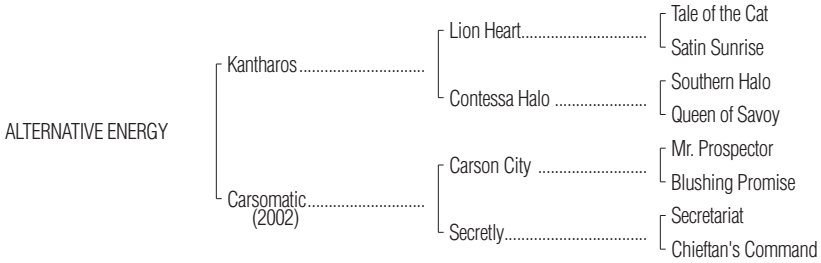 Tale of the Cat
Lion Heart..............................
Satin Sunrise
Kantharos..............................
Southern Halo
Contessa Halo ......................
Queen of Savoy
ALTERNATIVE ENERGY
Mr. Prospector
Carson City ..........................
Blushing Promise
Carsomatic............................
(2002)
Secretariat
Secretly..................................
Chieftan's Command